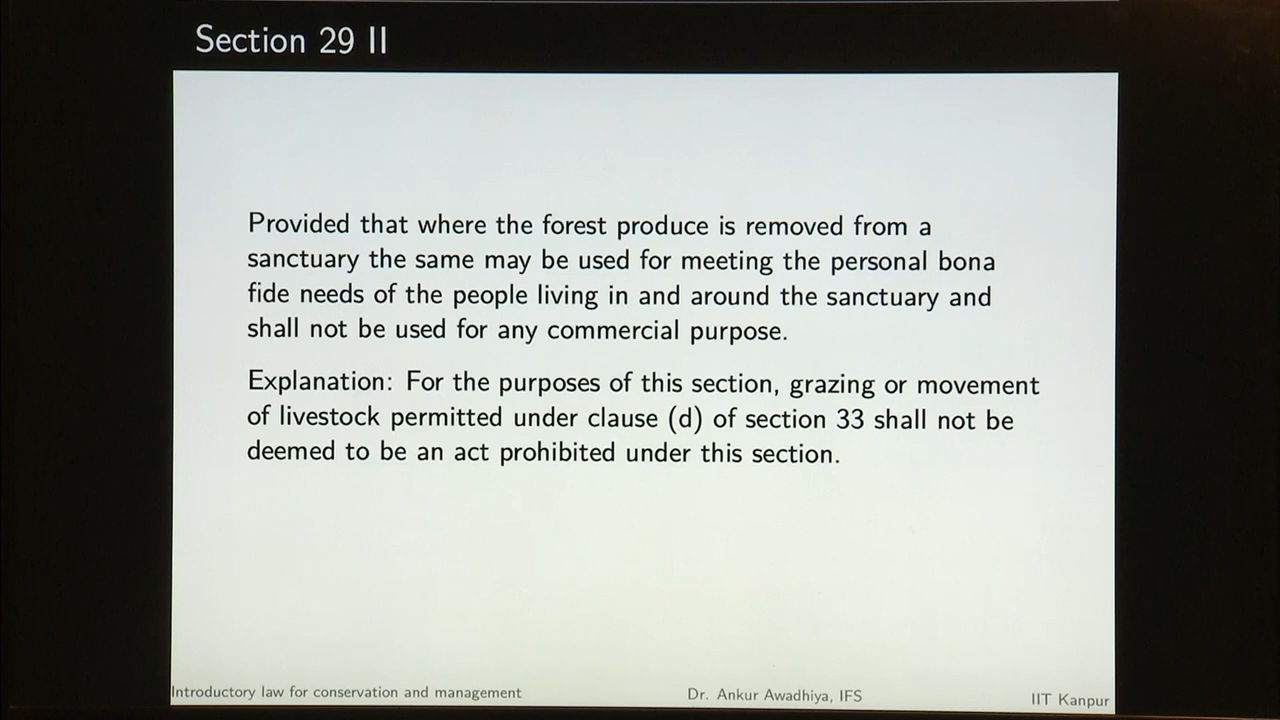 Section 29 II
Provided that where the forest produce is removed from a
sanctuary the same may be used for meeting the personal bona
fide needs of the people living in and around the sanctuary and
shall not be used for any commercial purpose.
Explanation: For the purposes of this section, grazing or movement
of livestock permitted under clause (d) of section 33 shall not be
deemed to be an act prohibited under this section.
Introductory law for conservation and management
Dr. Ankur Awadhiya, IFS
IIT Kanpur